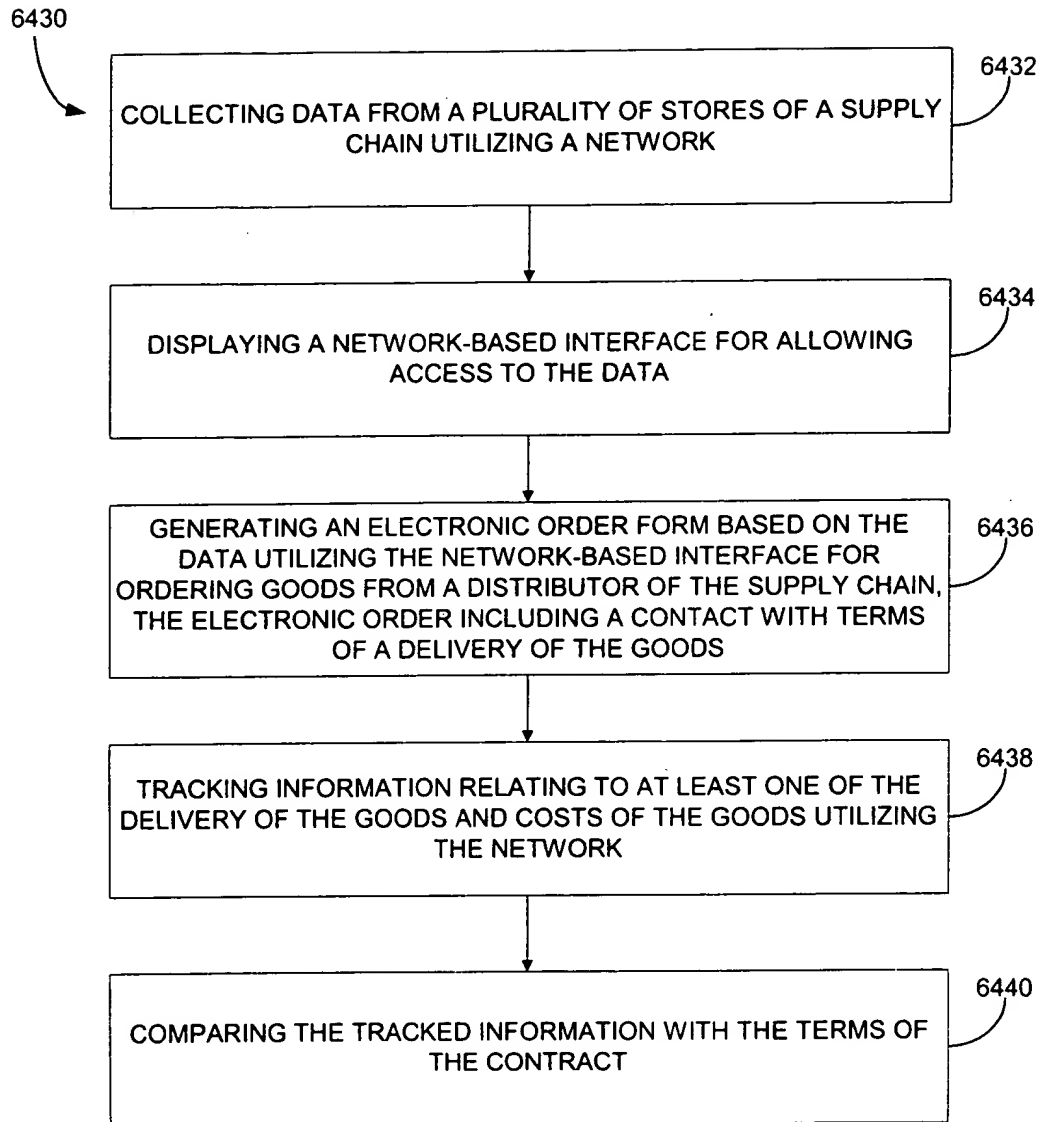 6430
6432
COLLECTING DATA FROM A PLURALITY OF STORES OF A SUPPLY
CHAIN UTILIZING A NETWORK
6434
DISPLAYING A NETWORK-BASED INTERFACE FOR ALLOWING
ACCESS TO THE DATA
6436
GENERATING AN ELECTRONIC ORDER FORM BASED ON THE
DATA UTILIZING THE NETWORK-BASED INTERFACE FOR
ORDERING GOODS FROM A DISTRIBUTOR OF THE SUPPLY CHAIN,
THE ELECTRONIC ORDER INCLUDING A CONTACT WITH TERMS
OF A DELIVERY OF THE GOODS
6438
TRACKING INFORMATION RELATING TO AT LEAST ONE OF THE
DELIVERY OF THE GOODS AND COSTS OF THE GOODS UTILIZING
THE NETWORK
6440
COMPARING THE TRACKED INFORMATION WITH THE TERMS OF
THE CONTRACT